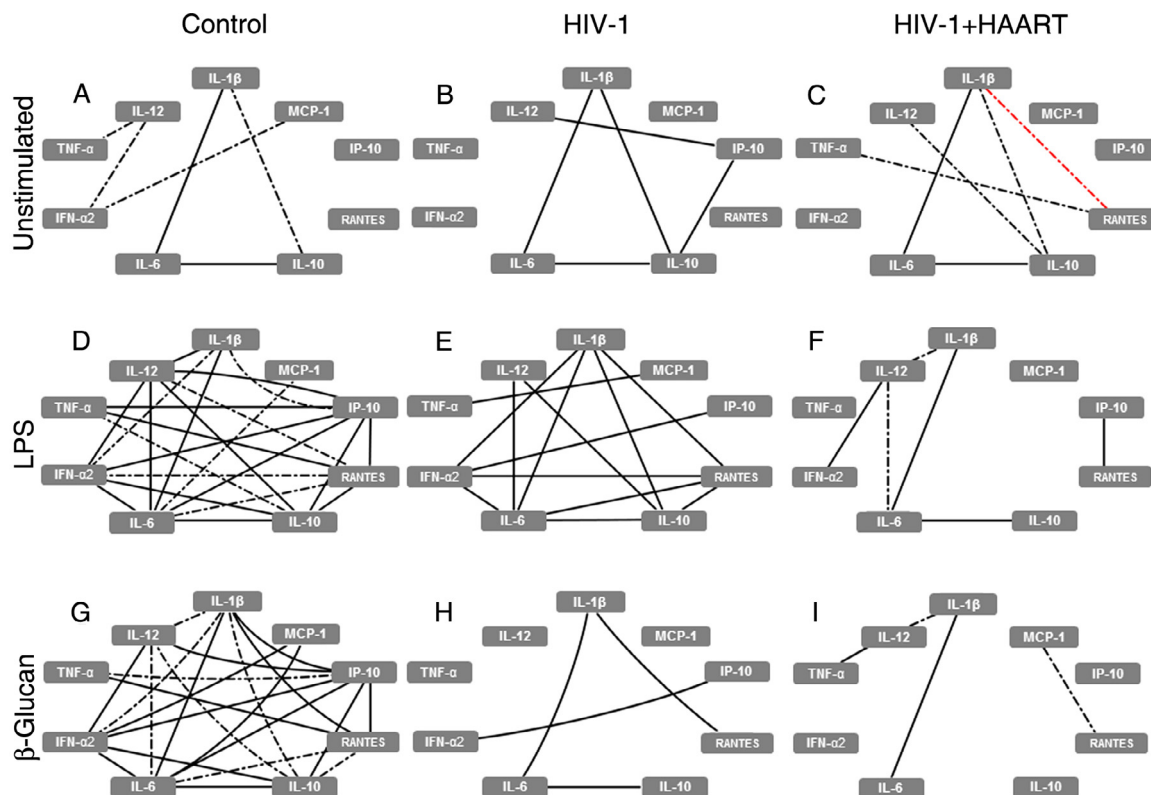 Control HIV-1 HIV-1+HAART
Unstimulated
A
IL-1β
IL-12
MCP-1
TNF-α
IP-10
IFN-α2
RANTES
IL-6
IL-10
B
IL-1β
IL-12
MCP-1
TNF-α
IP-10
IFN-α2
RANTES
IL-6
IL-10
C
IL-1β
IL-12
MCP-1
TNF-α
IP-10
IFN-α2
RANTES
IL-6
IL-10
LPS
D
IL-1β
IL-12
MCP-1
TNF-α
IP-10
IFN-α2
RANTES
IL-6
IL-10
E
IL-1β
IL-12
MCP-1
TNF-α
IP-10
IFN-α2
RANTES
IL-6
IL-10
F
IL-1β
IL-12
MCP-1
TNF-α
IP-10
IFN-α2
RANTES
IL-6
IL-10
β-Glucan
G
IL-1β
IL-12
MCP-1
TNF-α
IP-10
IFN-α2
RANTES
IL-6
IL-10
H
IL-1β
IL-12
MCP-1
TNF-α
IP-10
IFN-α2
RANTES
IL-6
IL-10
I
IL-1β
IL-12
MCP-1
TNF-α
IP-10
IFN-α2
RANTES
IL-6
IL-10